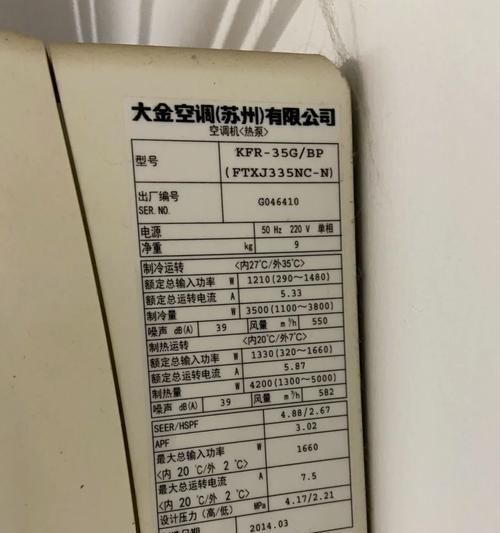 大金空调(苏州)有限公司
空调机<热泵>
型号 KFR-35G/BP
(FTXJ335NC-N)
出厂编号
SER.NO. G046410
电源 50 Hz 220 V 单相
净重 kg 9
制冷运转 <内27℃/外35℃>
额定总输入功率 W 1210(290～1480)
额定总运转电流 A 5.33
制冷量 W 3500(1100～3800)
噪声 dB(A) 39 风量 m³/h 550
制热运转 <内20℃/外7℃>
额定总输入功率 W 1330(320～1660)
额定总运转电流 A 5.87
制热量 W 4200(1300～5000)
噪声 dB(A) 39 风量 m³/h 582
SEER/HSPF 4.88/2.67
APF 3.02
最大总输入功率 W 1660
<内 20 ℃/外 2 ℃>
最大总运转电流 A 7.5
<内 20 ℃/外 2 ℃>
设计压力(高/低) MPa 4.17/2.21
2014.03